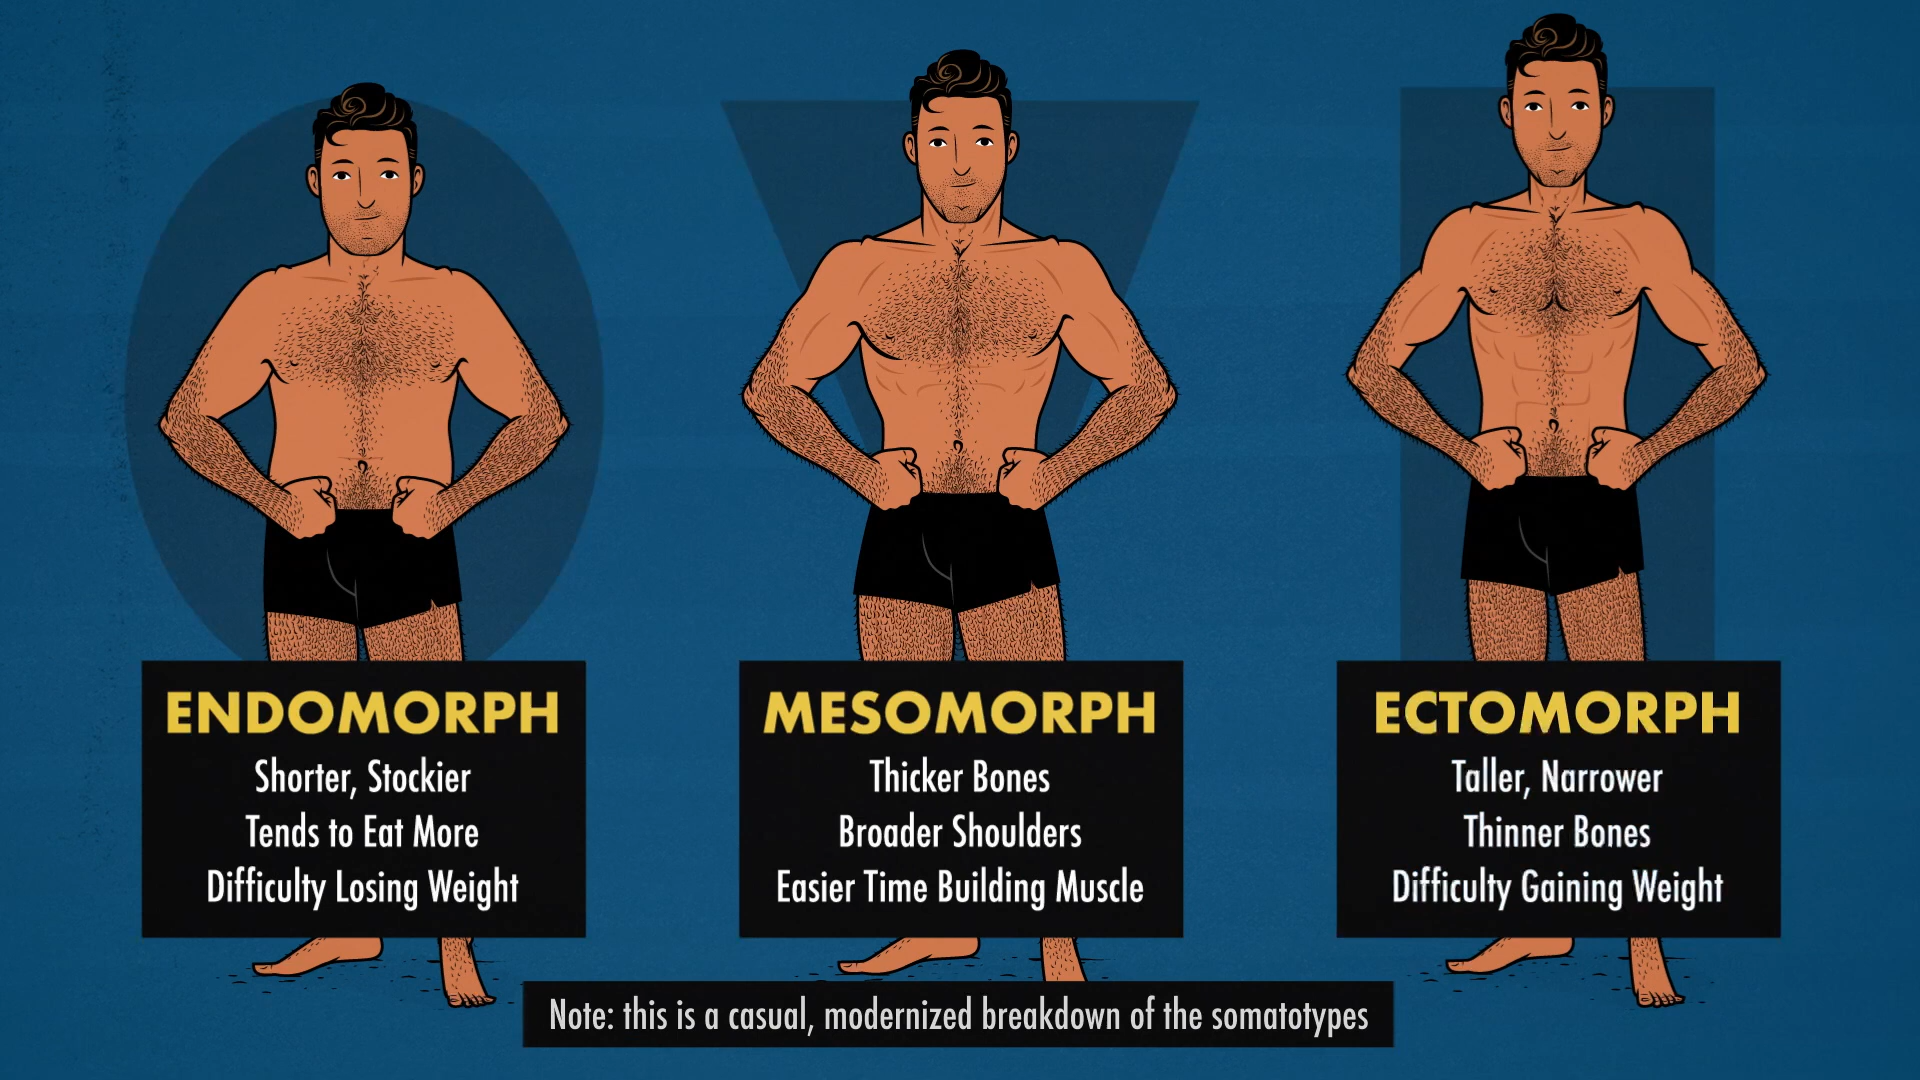 ENDOMORPH
Shorter, Stockier
Tends to Eat More
Difficulty Losing Weight
MESOMORPH
Thicker Bones
Broader Shoulders
Easier Time Building Muscle
ECTOMORPH
Taller, Narrower
Thinner Bones
Difficulty Gaining Weight
Note: this is a casual, modernized breakdown of the somatotypes